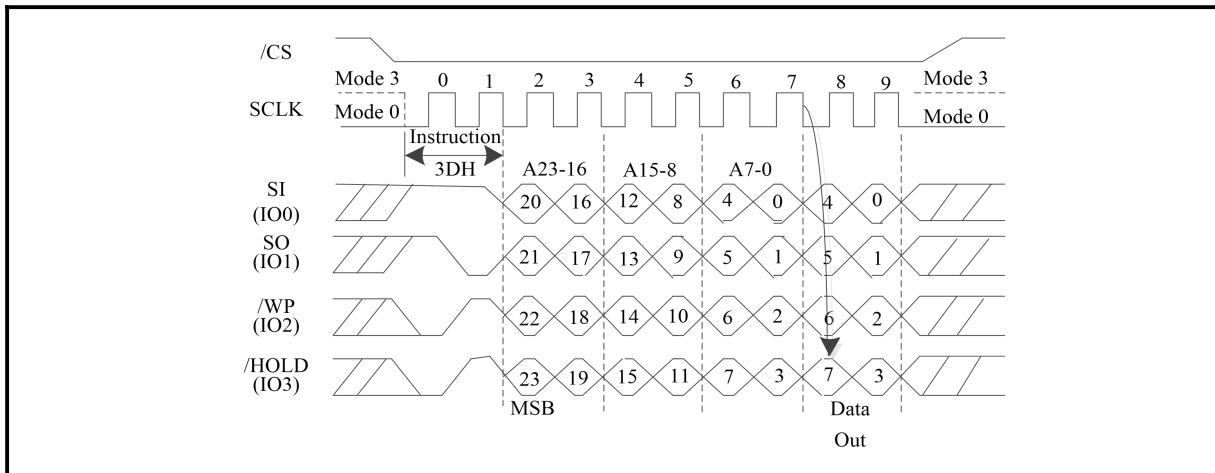 /CS
Mode 3 0 1 2 3 4 5 6 7 8 9 Mode 3
SCLK
Mode 0 Mode 0
Instruction
3DH A23-16 A15-8 A7-0
SI
(IO0) 20 16 12 8 4 0 4 0
SO
(IO1) 21 17 13 9 5 1 5 1
/WP
(IO2) 22 18 14 10 6 2 6 2
/HOLD
(IO3) 23 19 15 11 7 3 7 3
MSB Data
Out